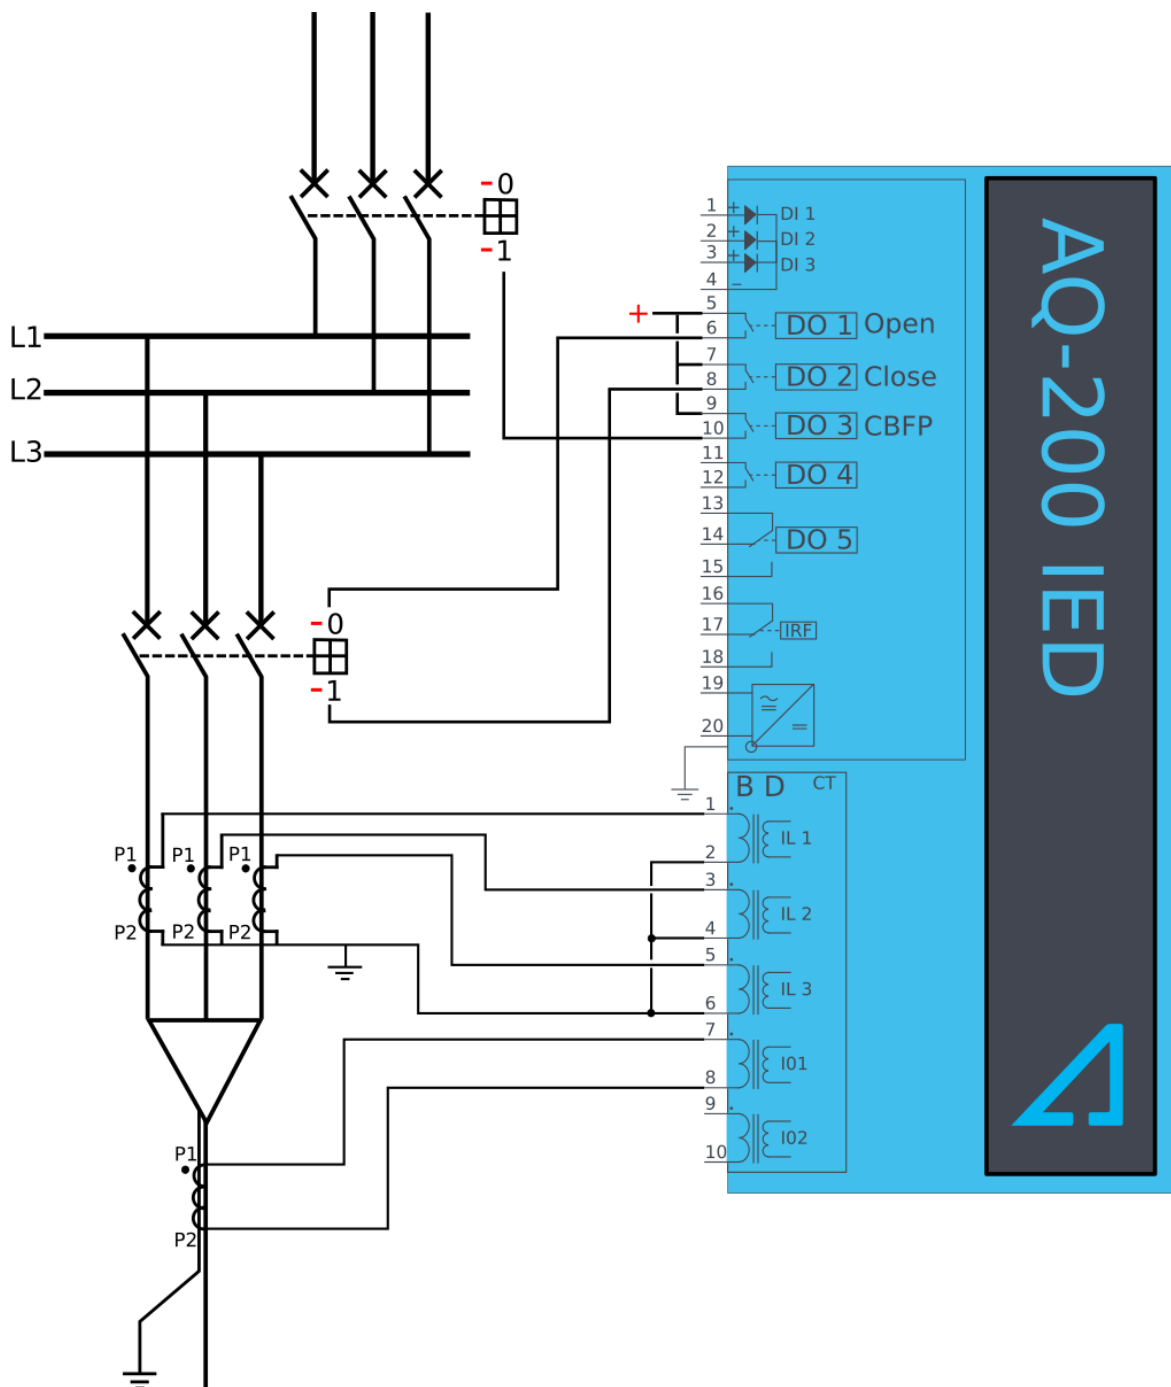 -0
-1
L1
L2
L3
-0
-1
+
1 + DI 1
2 + DI 2
3 + DI 3
4 −
5
6 DO 1 Open
7
8 DO 2 Close
9
10 DO 3 CBFP
11
12 DO 4
13
14 DO 5
15
16
17 IRF
18
19
20
B D CT
1
IL 1
2
3
IL 2
4
5
IL 3
6
7
I01
8
9
I02
10
P1 P1 P1
P2 P2 P2
P1
P2
AQ-200 IED